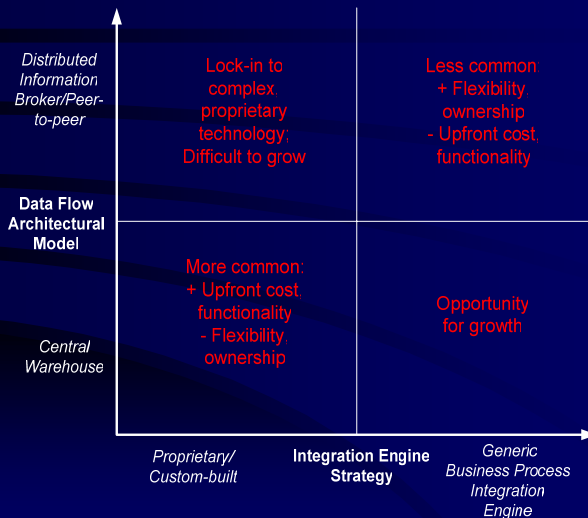 Distributed
Information
Broker/Peer-
to-peer
Lock-in to
complex,
proprietary
technology;
Difficult to grow
Less common:
+ Flexibility,
ownership
- Upfront cost,
functionality
Data Flow
Architectural
Model
More common:
+ Upfront cost,
functionality
- Flexibility,
ownership
Opportunity
for growth
Central
Warehouse
Proprietary/
Custom-built
Integration Engine
Strategy
Generic
Business Process
Integration
Engine